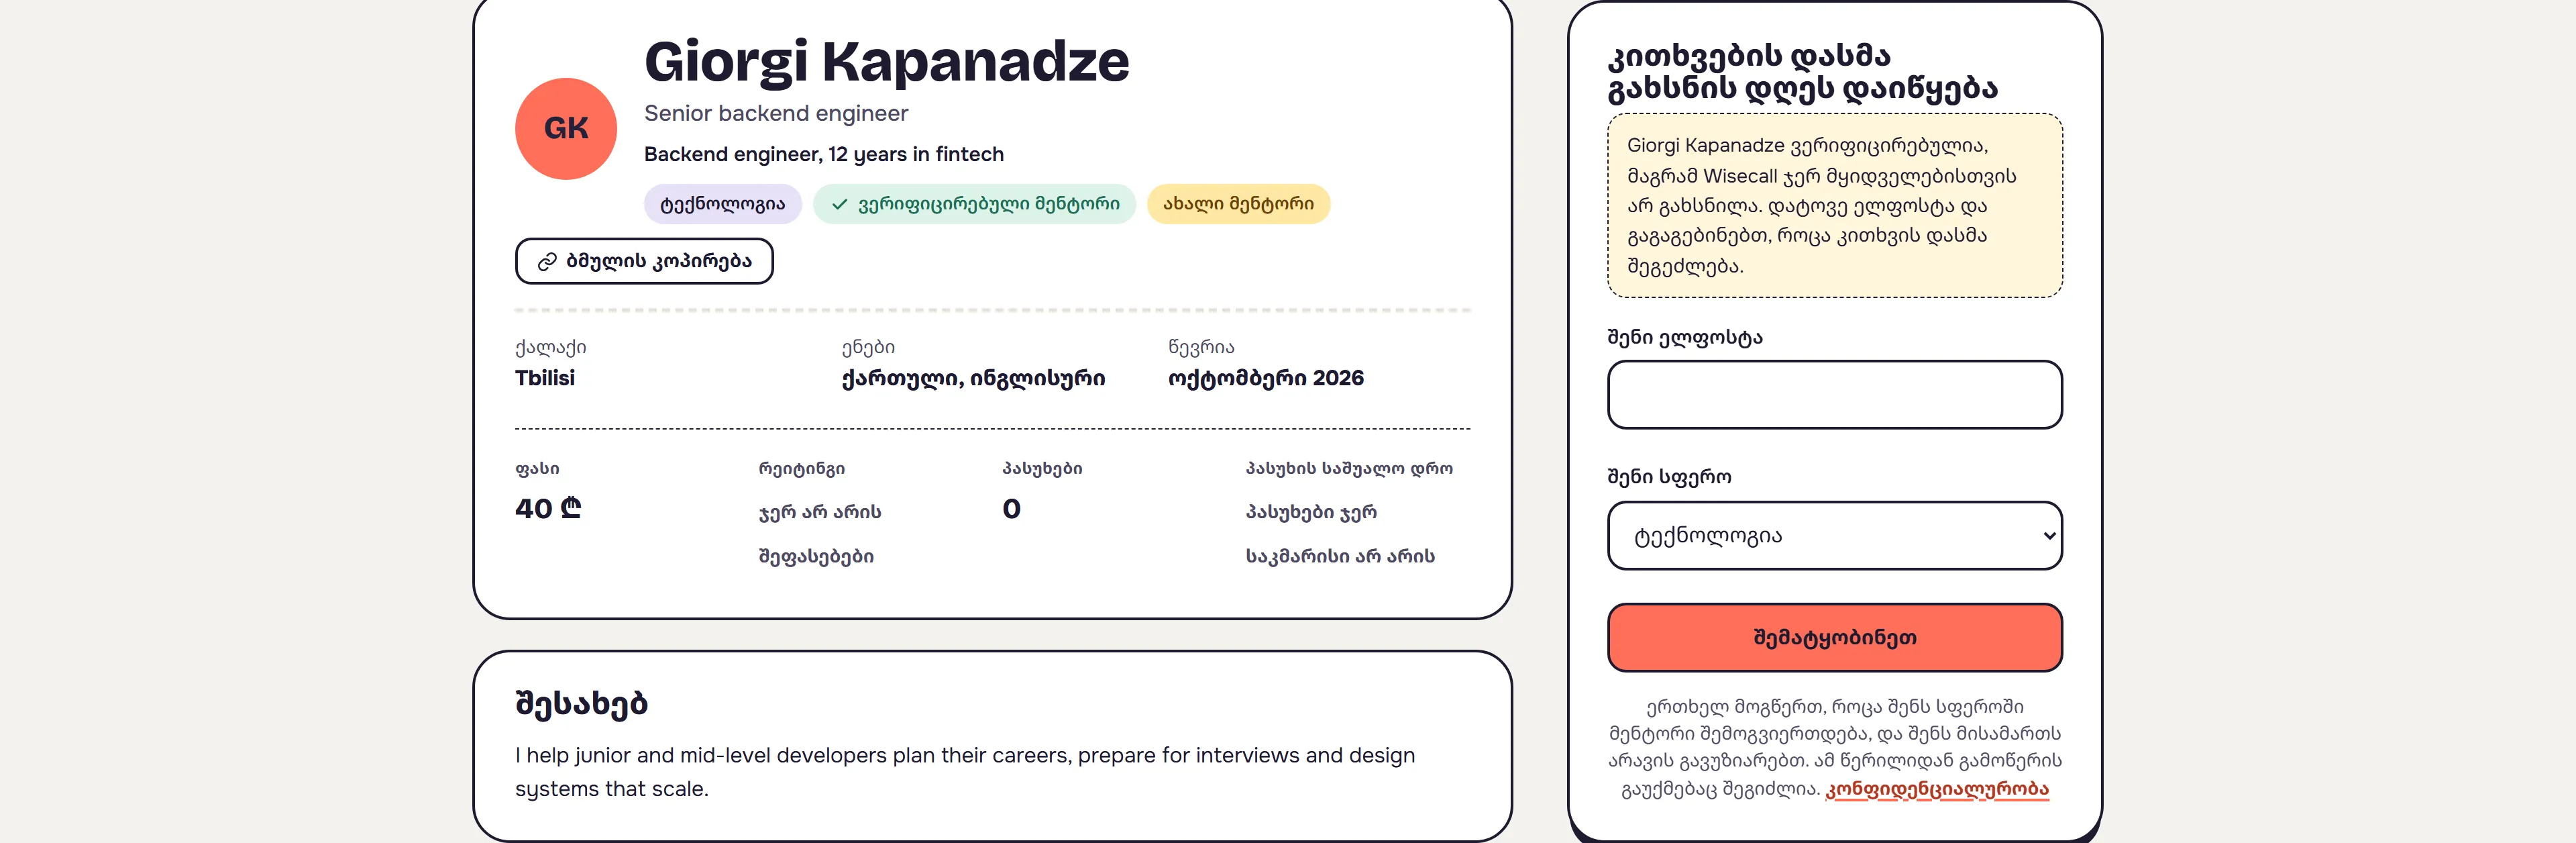 Giorgi Kapanadze
GK
Senior backend engineer
Backend engineer, 12 years in fintech
ტექნოლოგია
ვერიფიცირებული მენტორი
ახალი მენტორი
ბმულის კოპირება
ქალაქი
Tbilisi
ენები
ქართული, ინგლისური
წევრია
ოქტომბერი 2026
ფასი
40 ₾
რეიტინგი
ჯერ არ არის
შეფასებები
პასუხები
0
პასუხის საშუალო დრო
პასუხები ჯერ
საკმარისი არ არის
შესახებ
I help junior and mid-level developers plan their careers, prepare for interviews and design
systems that scale.
კითხვების დასმა
გახსნის დღეს დაიწყება
Giorgi Kapanadze ვერიფიცირებულია,
მაგრამ Wisecall ჯერ მყიდველებისთვის
არ გახსნილა. დატოვე ელფოსტა და
გაგაგებინებთ, როცა კითხვის დასმა
შეგეძლება.
შენი ელფოსტა
შენი სფერო
ტექნოლოგია
შემატყობინეთ
ერთხელ მოგწერთ, როცა შენს სფეროში
მენტორი შემოგვიერთდება, და შენს მისამართს
არავის გავუზიარებთ. ამ წერილიდან გამოწერის
გაუქმებაც შეგიძლია. კონფიდენციალურობა